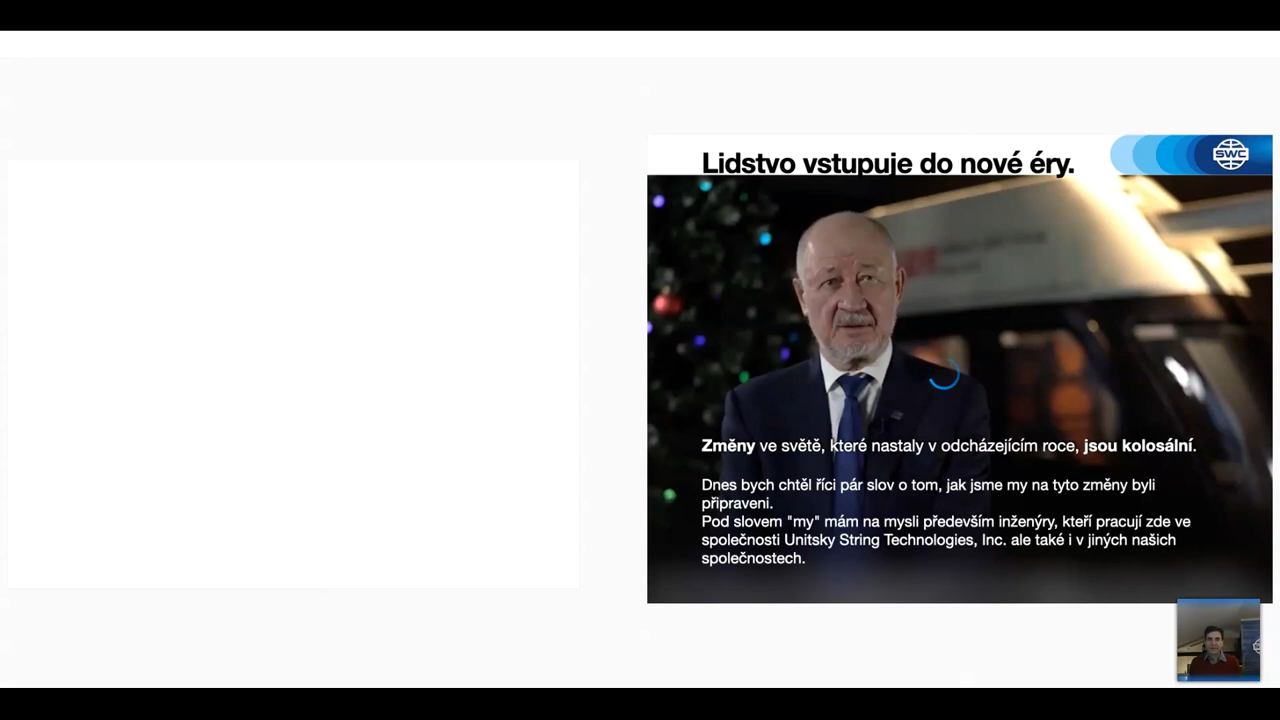 Lidstvo vstupuje do nové éry.
SWC
Změny ve světě, které nastaly v odcházejícím roce, jsou kolosální.
Dnes bych chtěl říci pár slov o tom, jak jsme my na tyto změny byli
připraveni.
Pod slovem "my" mám na mysli především inženýry, kteří pracují zde ve
společnosti Unitsky String Technologies, Inc. ale také i v jiných našich
společnostech.